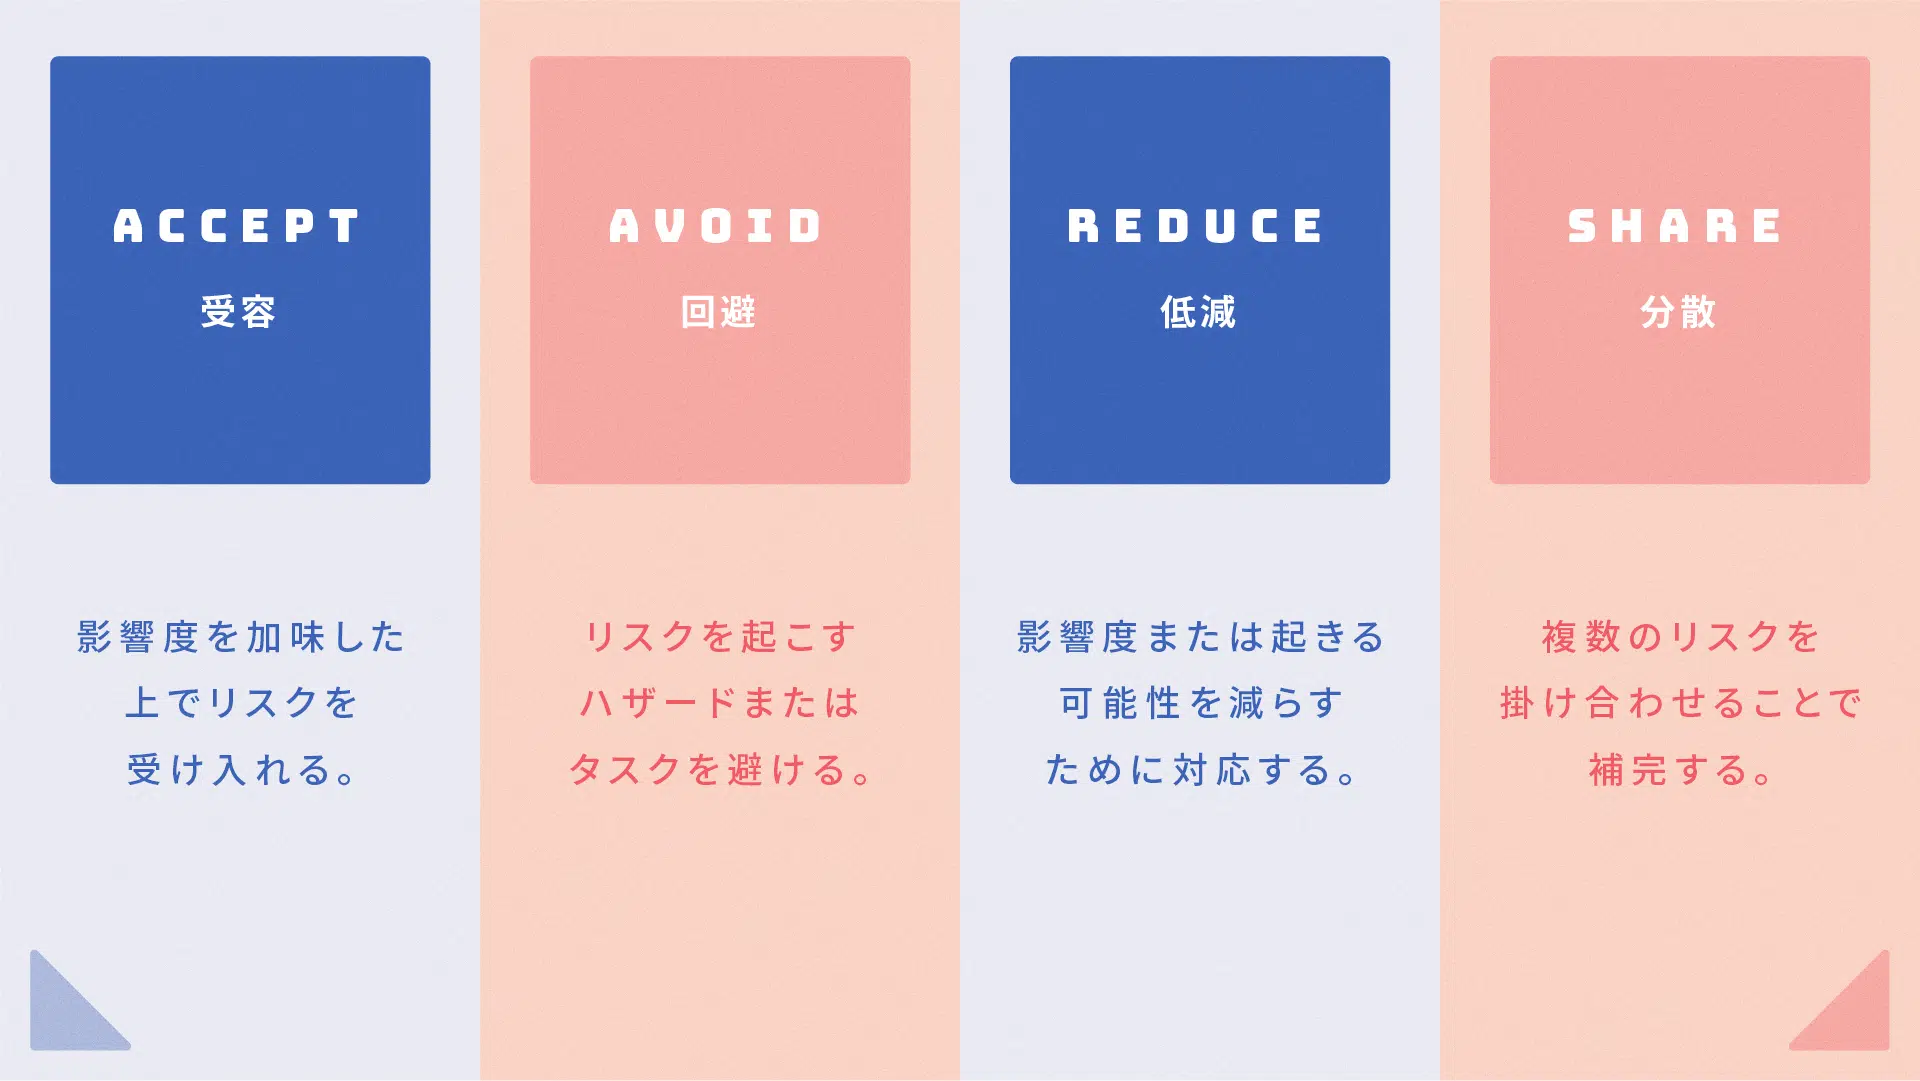 ACCEPT
受容
影響度を加味した
上でリスクを
受け入れる。
AVOID
回避
リスクを起こす
ハザードまたは
タスクを避ける。
REDUCE
低減
影響度または起きる
可能性を減らす
ために対応する。
SHARE
分散
複数のリスクを
掛け合わせることで
補完する。